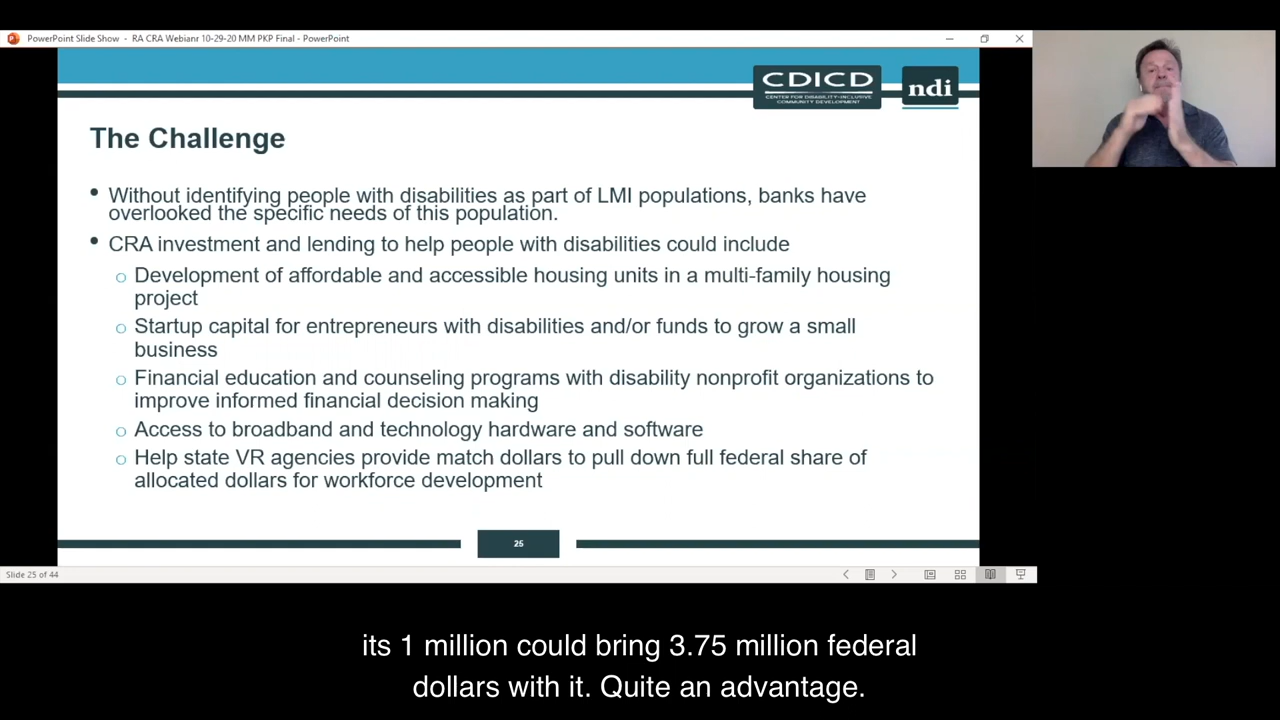 PowerPoint Slide Show - RA CRA Webianr 10-29-20 MM PKP Final - PowerPoint
CDICD
CENTER FOR DISABILITY-INCLUSIVE
COMMUNITY DEVELOPMENT
ndi
The Challenge
• Without identifying people with disabilities as part of LMI populations, banks have
overlooked the specific needs of this population.
• CRA investment and lending to help people with disabilities could include
o Development of affordable and accessible housing units in a multi-family housing
project
o Startup capital for entrepreneurs with disabilities and/or funds to grow a small
business
o Financial education and counseling programs with disability nonprofit organizations to
improve informed financial decision making
o Access to broadband and technology hardware and software
o Help state VR agencies provide match dollars to pull down full federal share of
allocated dollars for workforce development
25
Slide 25 of 44
its 1 million could bring 3.75 million federal
dollars with it. Quite an advantage.